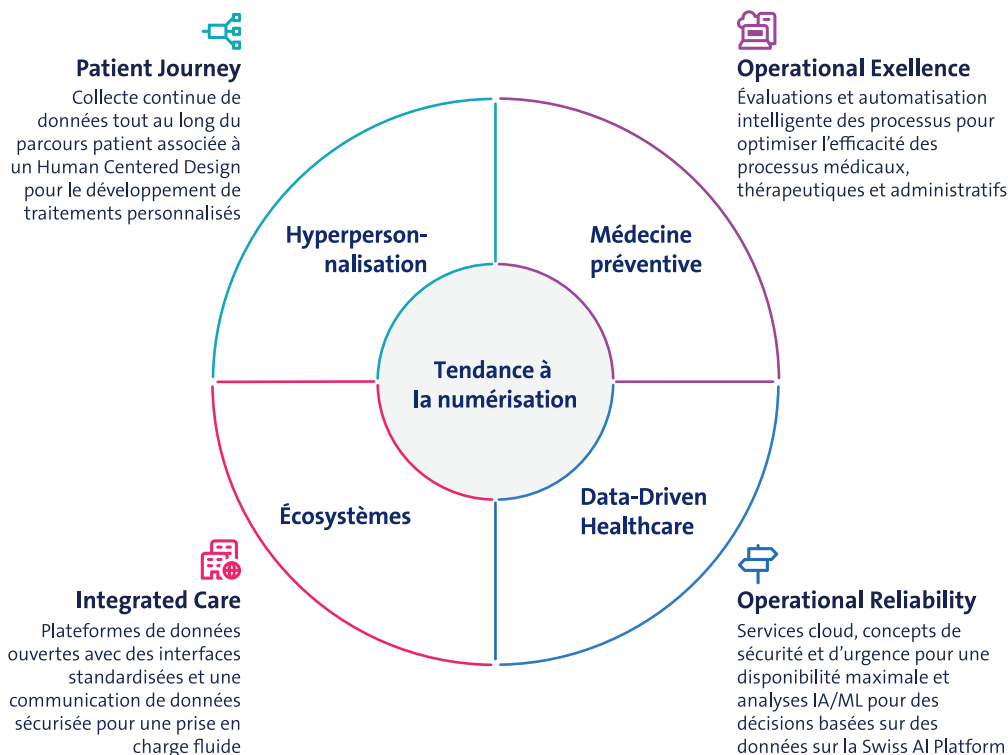 Patient Journey
Collecte continue de
données tout au long du
parcours patient associée à
un Human Centered Design
pour le développement de
traitements personnalisés
Operational Exellence
Évaluations et automatisation
intelligente des processus pour
optimiser l'efficacité des
processus médicaux,
thérapeutiques et administratifs
Hyperperson-
nalisation
Médecine
préventive
Tendance à
la numérisation
Écosystèmes
Data-Driven
Healthcare
Integrated Care
Plateformes de données
ouvertes avec des interfaces
standardisées et une
communication de données
sécurisée pour une prise en
charge fluide
Operational Reliability
Services cloud, concepts de
sécurité et d'urgence pour une
disponibilité maximale et
analyses IA/ML pour des
décisions basées sur des
données sur la Swiss AI Platform